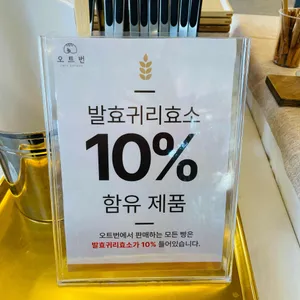 오트번
발효귀리효소
10%
함유 제품
오트번에서 판매하는 모든 빵은
발효귀리효소가 10% 들어있습니다.